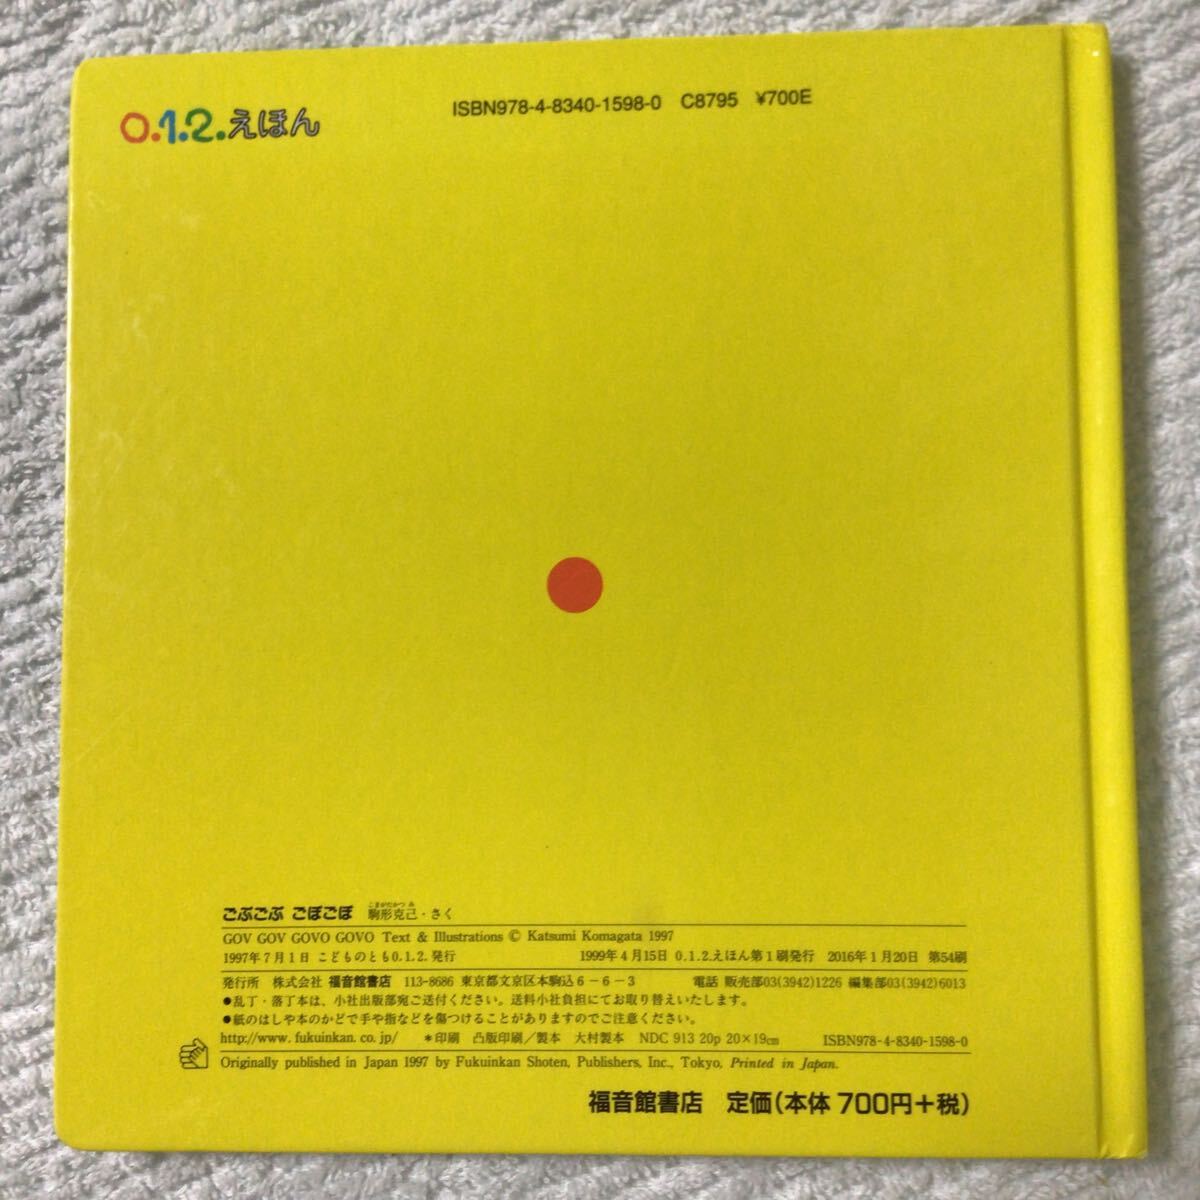 0.1.2.えほん
ISBN978-4-8340-1598-0 C8795 ¥700E
ごぶごぶ ごぼごぼ 駒形克己・さく
こまがたかつみ
GOV GOV GOVO GOVO Text & Illustrations © Katsumi Komagata 1997
1997年7月1日 こどものとも0.1.2.発行 1999年4月15日 0.1.2.えほん第1刷発行 2016年1月20日 第54刷
発行所 株式会社 福音館書店 113-8686 東京都文京区本駒込6-6-3 電話 販売部03(3942)1226 編集部03(3942)6013
●乱丁・落丁本は、小社出版部宛ご送付ください。送料小社負担にてお取り替えいたします。
●紙のはしや本のかどで手や指などを傷つけることがありますのでご注意ください。
http://www.fukuinkan.co.jp/ *印刷 凸版印刷/製本 大村製本 NDC 913 20p 20×19cm ISBN978-4-8340-1598-0
Originally published in Japan 1997 by Fukuinkan Shoten, Publishers, Inc., Tokyo, Printed in Japan.
福音館書店 定価(本体 700円+税)